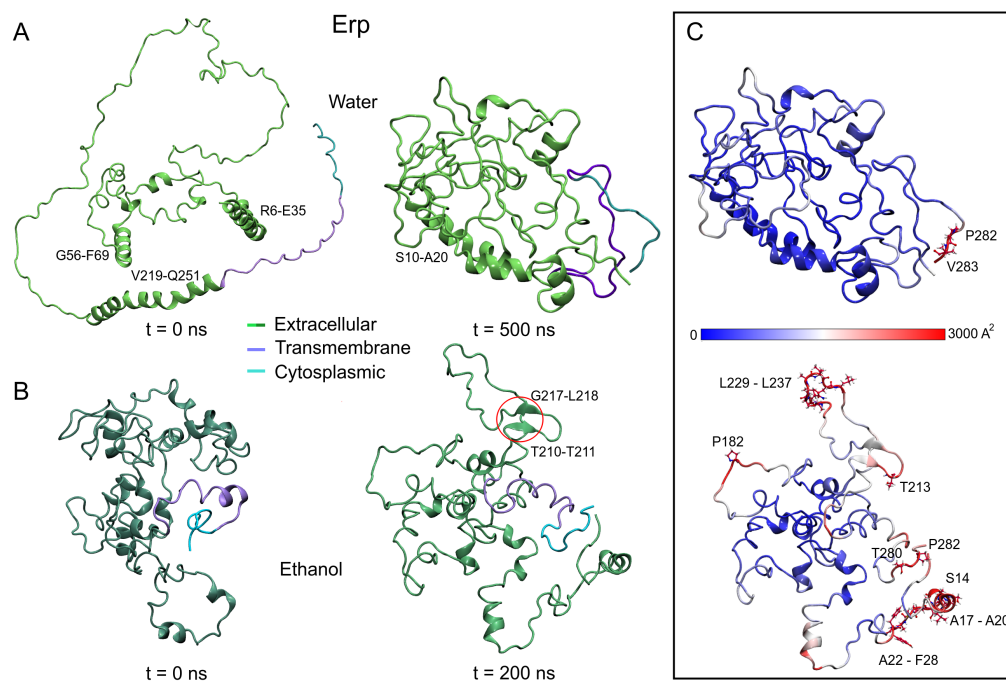 A
Erp
Water
R6-E35
G56-F69
V219-Q251
t = 0 ns
S10-A20
t = 500 ns
Extracellular
Transmembrane
Cytoplasmic
B
Ethanol
t = 0 ns
G217-L218
T210-T211
t = 200 ns
C
P282
V283
0
3000 A²
L229 - L237
P182
T213
T280
P282
S14
A17 - A20
A22 - F28